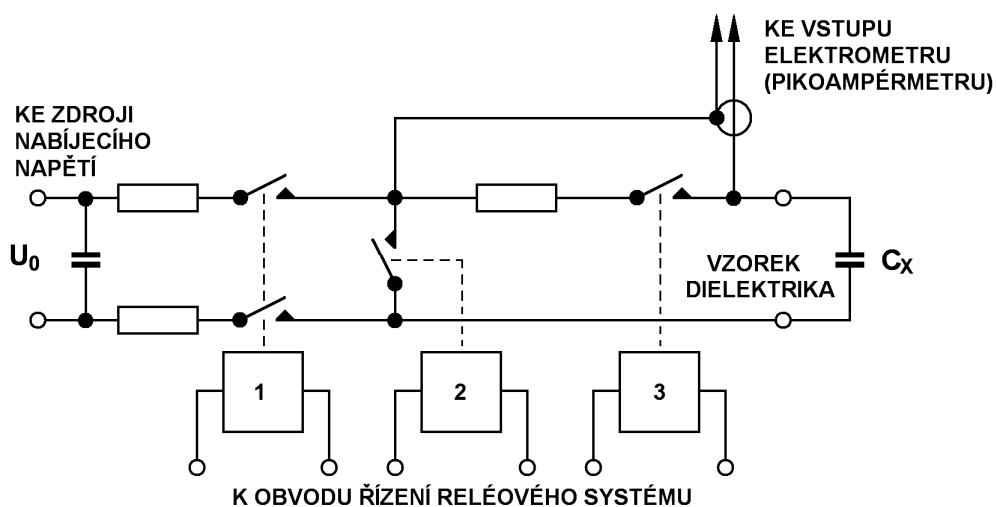 KE VSTUPU
ELEKTROMETRU
(PIKOAMPÉRMETRU)
KE ZDROJI
NABÍJECÍHO
NAPĚTÍ
U0
VZOREK
DIELEKTRIKA
CX
1
2
3
K OBVODU ŘÍZENÍ RELÉOVÉHO SYSTÉMU